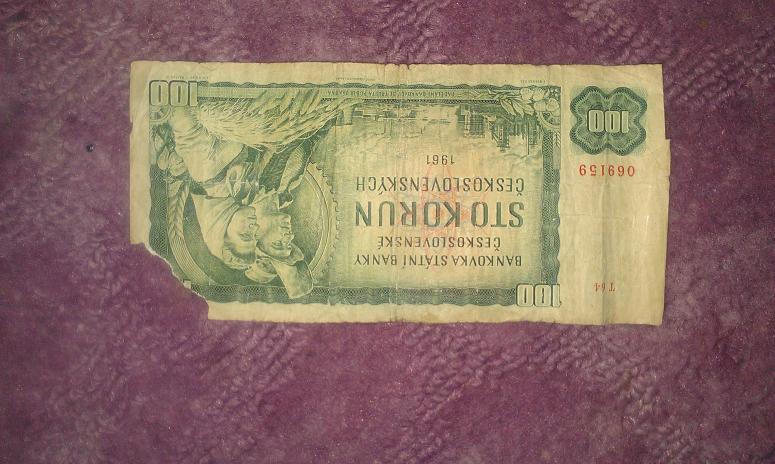 100
BANKOVKA STÁTNÍ BANKY
ČESKOSLOVENSKÉ
STO KORUN
ČESKOSLOVENSKÝCH
1961
T 64
069159
100
100